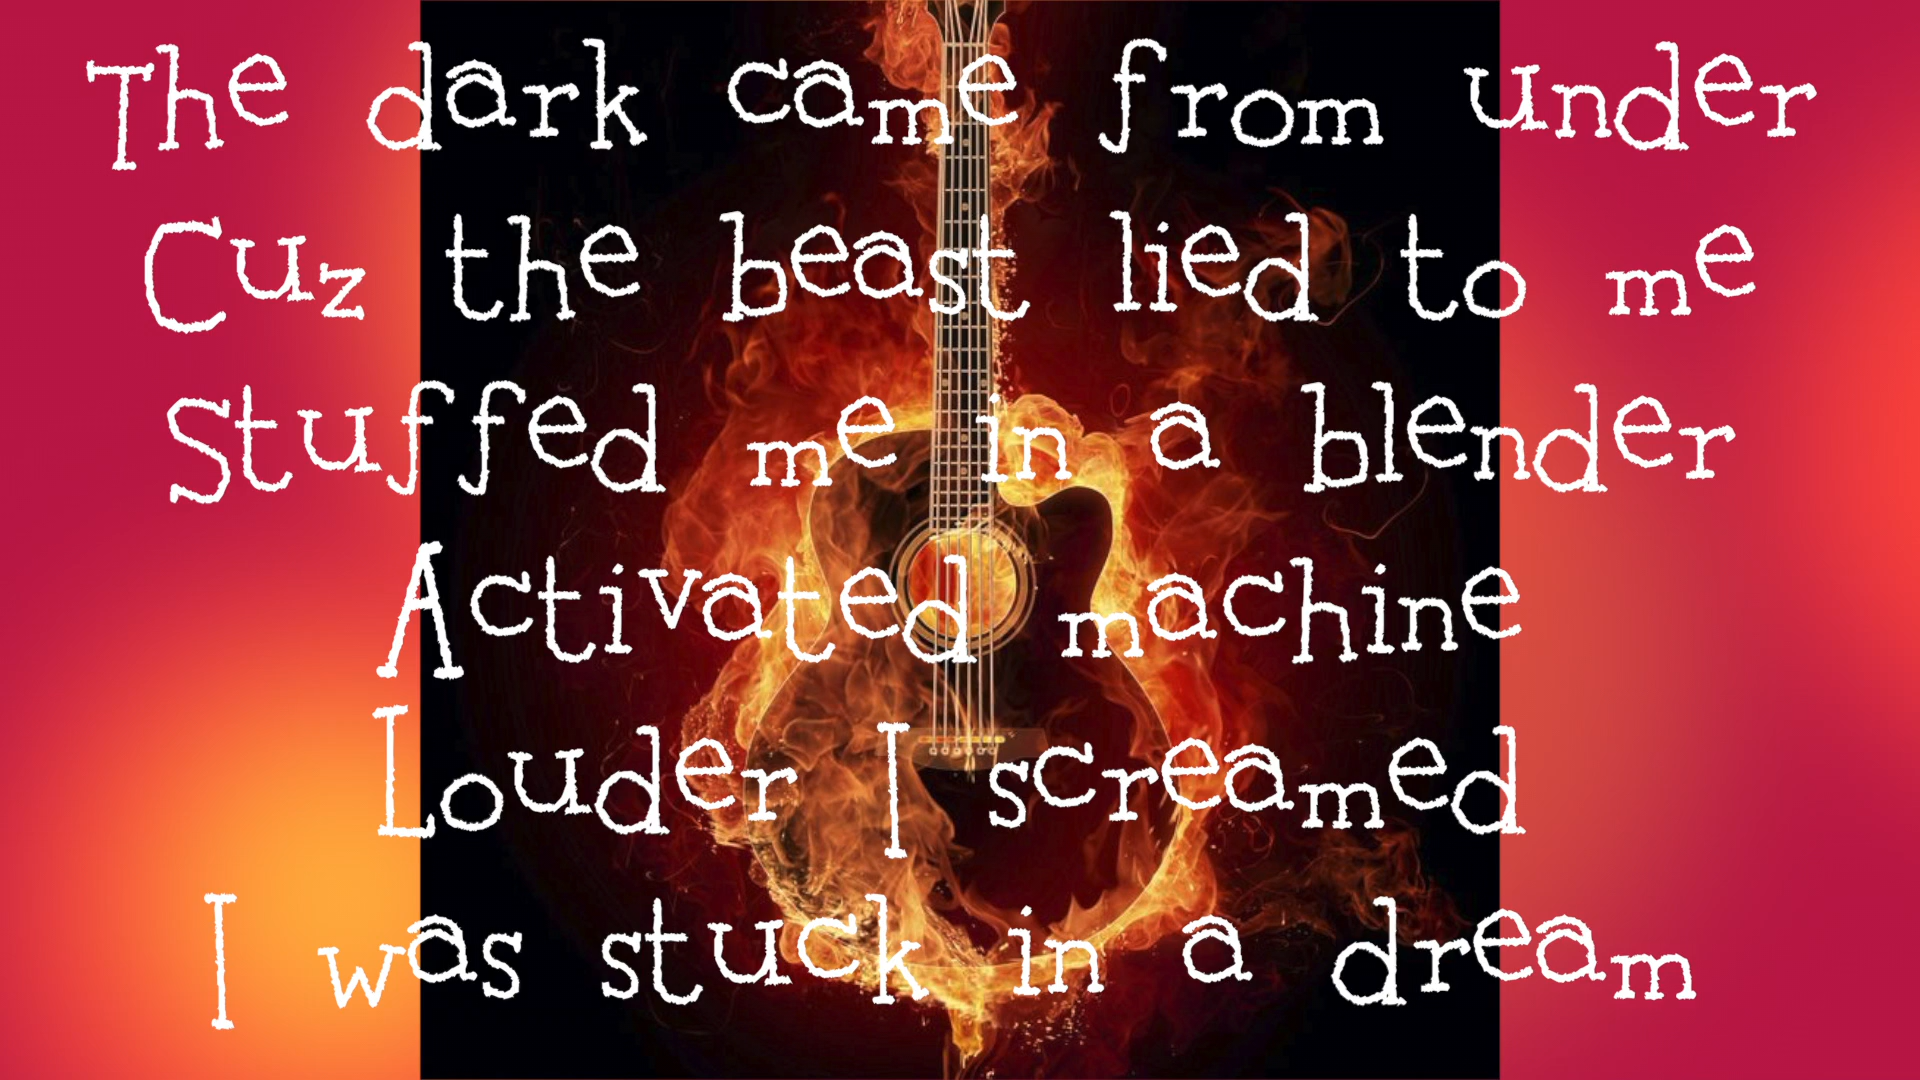 The dark came from under
Cuz the beast lied to me
Stuffed me in a blender
Activated machine
Louder I screamed
I was stuck in a dream